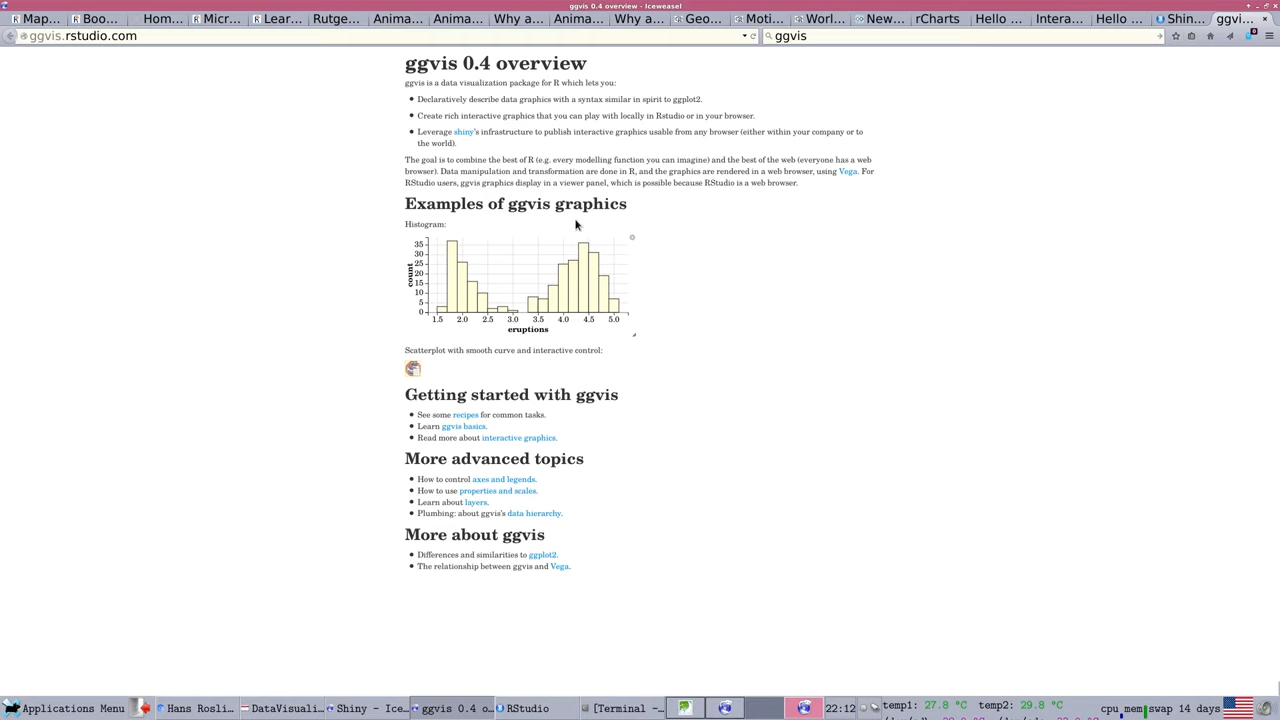 ggvis 0.4 overview - Iceweasel
Map... Boo... Hom... Micr... Lear... Rutge... Anima... Anima... Why a... Anima... Why a... Geo... Moti... Worl... New... rCharts Hello ... Intera... Hello ... Shin... ggvi...
ggvis.rstudio.com ggvis
ggvis 0.4 overview
ggvis is a data visualization package for R which lets you:
Declaratively describe data graphics with a syntax similar in spirit to ggplot2.
Create rich interactive graphics that you can play with locally in Rstudio or in your browser.
Leverage shiny's infrastructure to publish interactive graphics usable from any browser (either within your company or to
the world).
The goal is to combine the best of R (e.g. every modelling function you can imagine) and the best of the web (everyone has a web
browser). Data manipulation and transformation are done in R, and the graphics are rendered in a web browser, using Vega. For
RStudio users, ggvis graphics display in a viewer panel, which is possible because RStudio is a web browser.
Examples of ggvis graphics
Histogram:
35
30
25
20
15
10
5
0
count
1.5 2.0 2.5 3.0 3.5 4.0 4.5 5.0
eruptions
Scatterplot with smooth curve and interactive control:
Getting started with ggvis
See some recipes for common tasks.
Learn ggvis basics.
Read more about interactive graphics.
More advanced topics
How to control axes and legends.
How to use properties and scales.
Learn about layers.
Plumbing: about ggvis's data hierarchy.
More about ggvis
Differences and similarities to ggplot2.
The relationship between ggvis and Vega.
Applications Menu Hans Rosli... DataVisuali... Shiny - Ice... ggvis 0.4 o... RStudio [Terminal -... 22:12 temp1: 27.8 °C temp2: 29.8 °C cpu mem swap 14 days